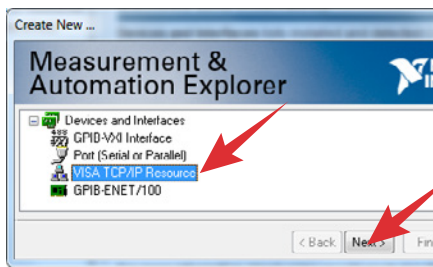 Create New ...
Measurement &
Automation Explorer
Devices and Interfaces
GPIB-VXI Interface
Port (Serial or Parallel)
VISA TCP/IP Resource
GPIB-ENET/100
< Back
Next >
Fin